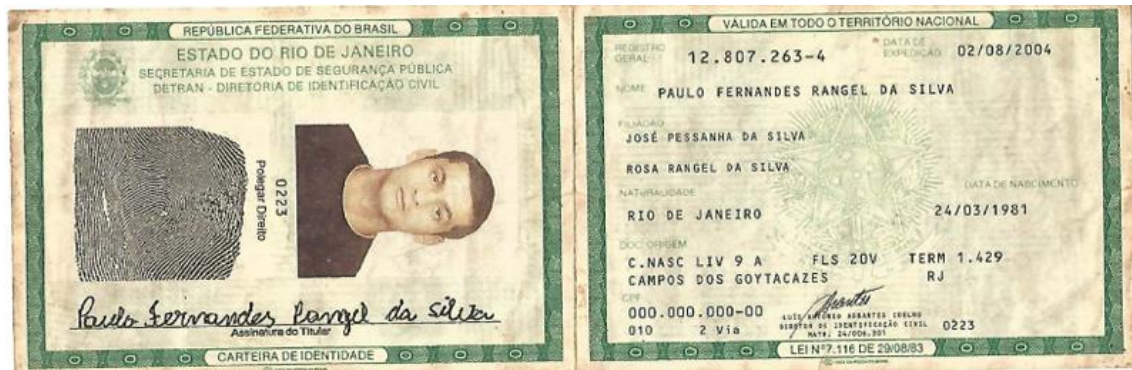 REPÚBLICA FEDERATIVA DO BRASIL
ESTADO DO RIO DE JANEIRO
SECRETARIA DE ESTADO DE SEGURANÇA PÚBLICA
DETRAN - DIRETORIA DE IDENTIFICAÇÃO CIVIL
0223
Polegar Direito
Paulo Fernandes Rangel da Silva
Assinatura do Titular
CARTEIRA DE IDENTIDADE
VÁLIDA EM TODO O TERRITÓRIO NACIONAL
REGISTRO GERAL 12.807.263-4 DATA DE EXPEDIÇÃO 02/08/2004
NOME PAULO FERNANDES RANGEL DA SILVA
FILIAÇÃO
JOSÉ PESSANHA DA SILVA
ROSA RANGEL DA SILVA
NATURALIDADE DATA DE NASCIMENTO
RIO DE JANEIRO 24/03/1981
DOC ORIGEM
C.NASC LIV 9 A FLS 20V TERM 1.429
CAMPOS DOS GOYTACAZES RJ
CPF
000.000.000-00
010 2 Via
LUÍS ANTONIO ABRANTES COELHO
DIRETOR DE IDENTIFICAÇÃO CIVIL 0223
LEI Nº 7.116 DE 29/08/83